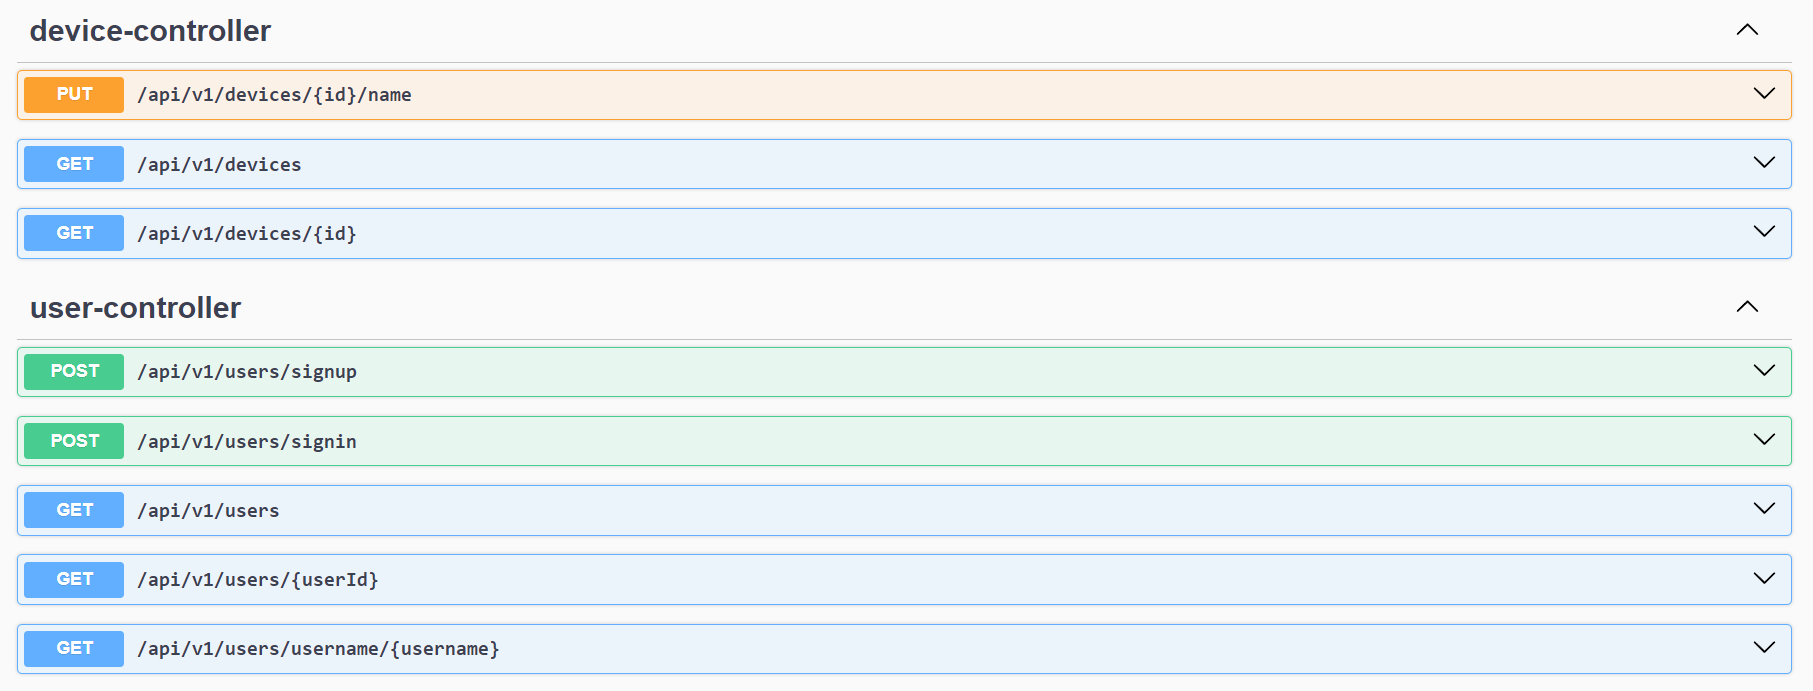 device-controller
PUT /api/v1/devices/{id}/name
GET /api/v1/devices
GET /api/v1/devices/{id}
user-controller
POST /api/v1/users/signup
POST /api/v1/users/signin
GET /api/v1/users
GET /api/v1/users/{userId}
GET /api/v1/users/username/{username}